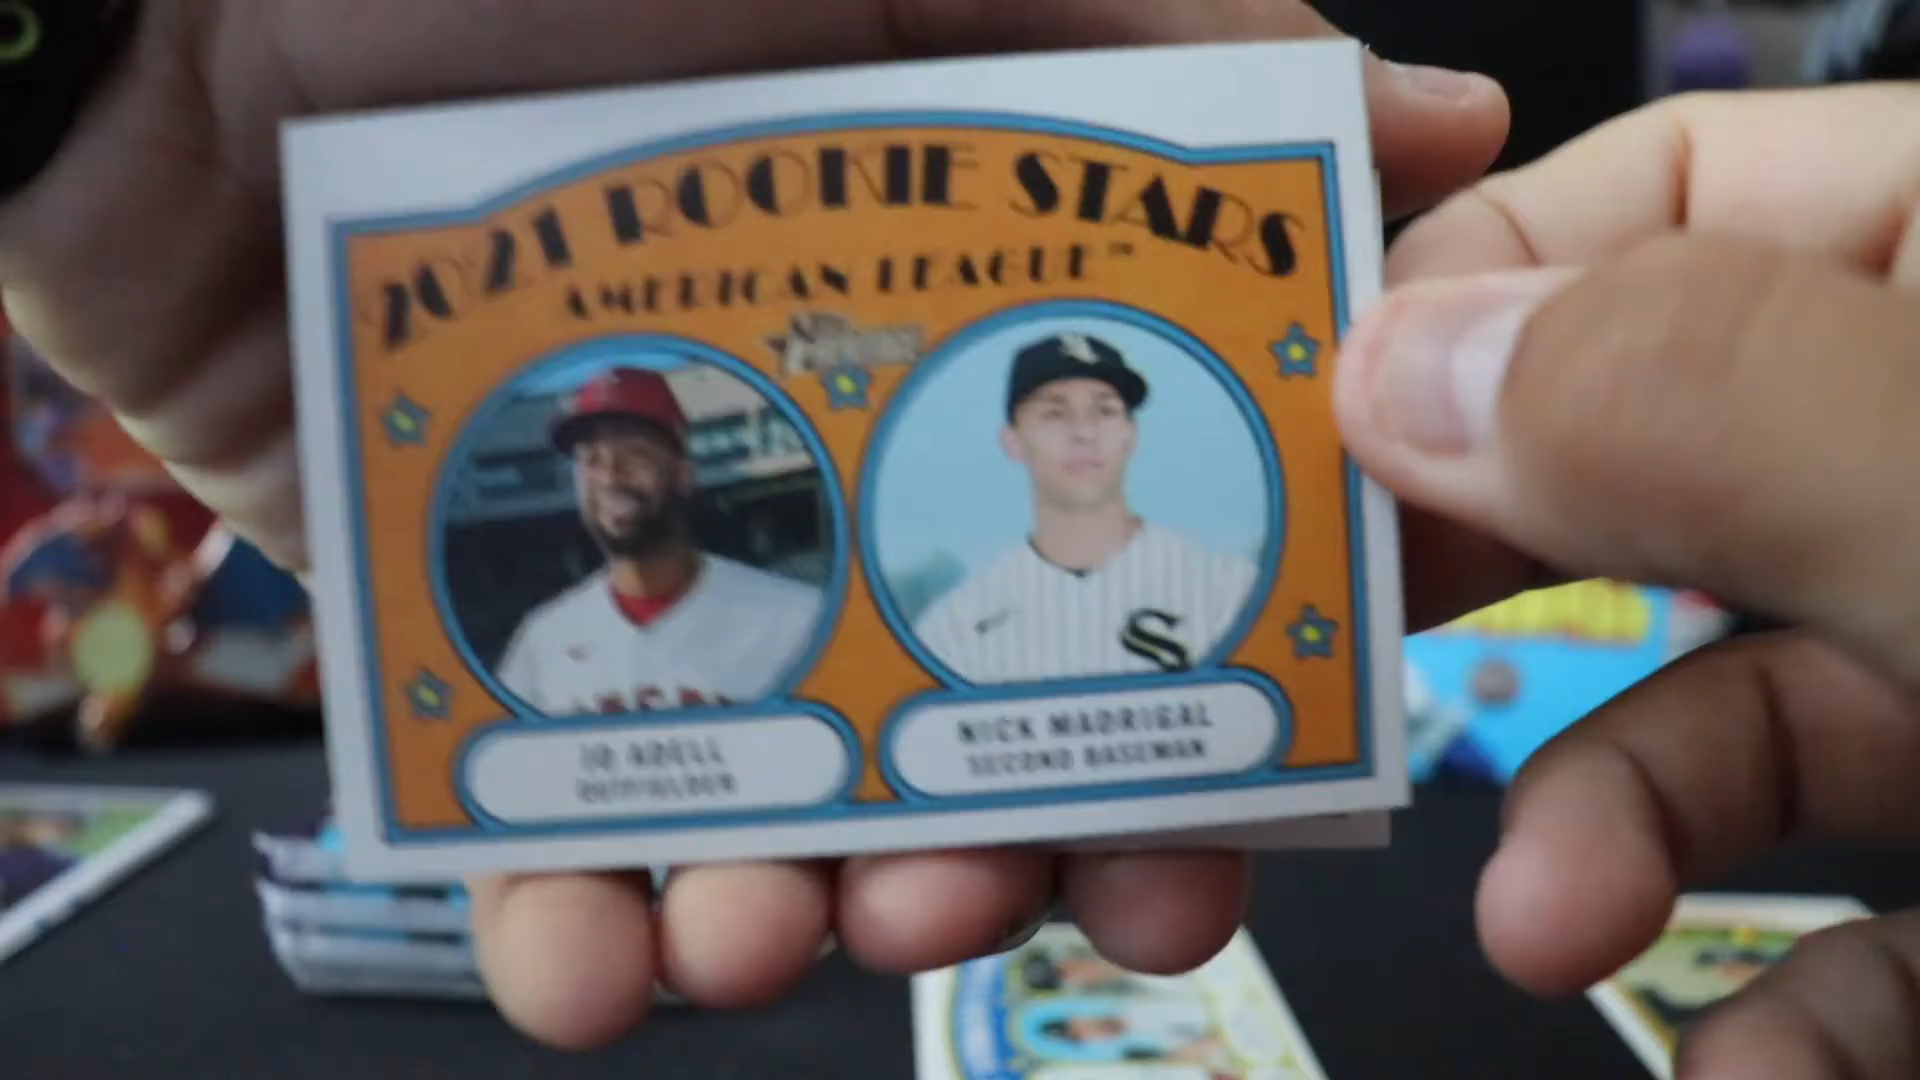 2021 ROOKIE STARS
AMERICAN LEAGUE™
JO ADELL
OUTFIELDER
NICK MADRIGAL
SECOND BASEMAN